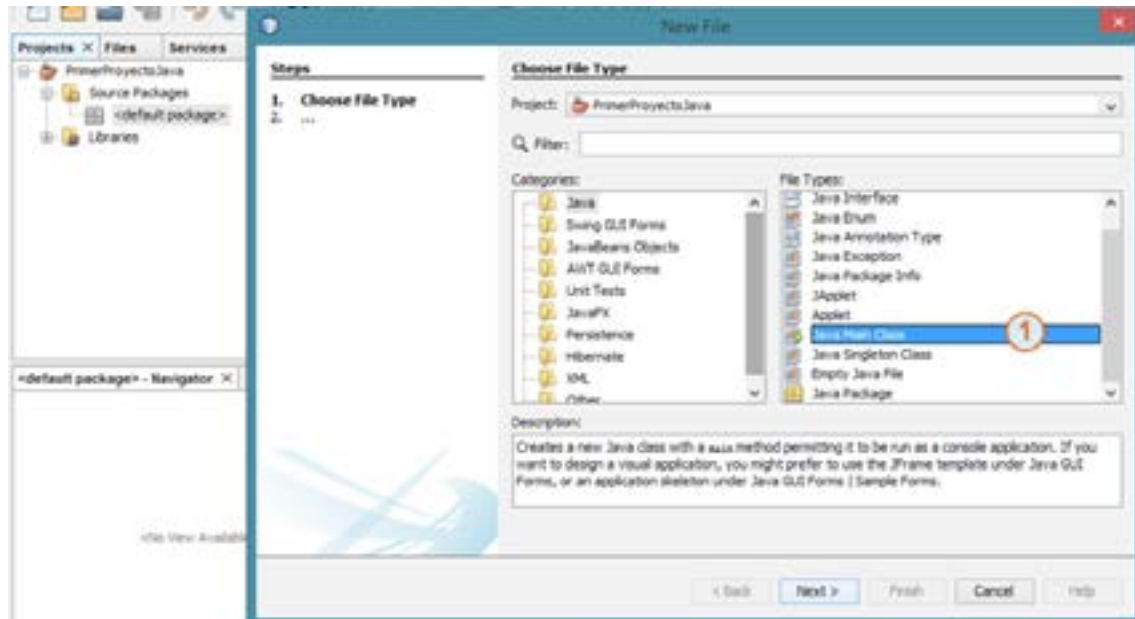 New File
Projects × Files Services
PrimerProyectoJava
Source Packages
<default package>
Libraries
<default package> - Navigator ×
<No View Available
Steps
1. Choose File Type
2. ...
Choose File Type
Project: PrimerProyectoJava
Filter:
Categories:
Java
Swing GUI Forms
JavaBeans Objects
AWT GUI Forms
Unit Tests
JavaFX
Persistence
Hibernate
XML
Other
File Types:
Java Interface
Java Enum
Java Annotation Type
Java Exception
Java Package Info
JApplet
Applet
Java Main Class
1
Java Singleton Class
Empty Java File
Java Package
Description:
Creates a new Java class with a main method permitting it to be run as a console application. If you
want to design a visual application, you might prefer to use the JFrame template under Java GUI
Forms, or an application skeleton under Java GUI Forms | Sample Forms.
< Back Next > Finish Cancel Help